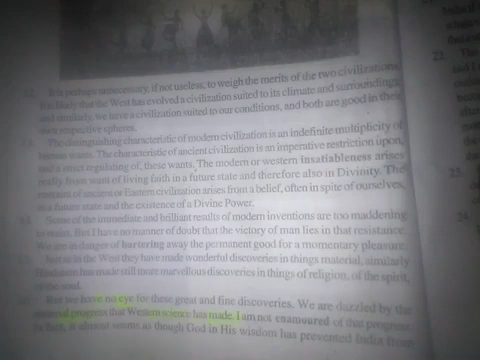 It is perhaps unnecessary, if not useless, to weigh the merits of the two civilizations.
It is likely that the West has evolved a civilization suited to its climate and surroundings,
and similarly, we have a civilization suited to our conditions, and both are good in their
own respective spheres.
The distinguishing characteristic of modern civilization is an indefinite multiplicity of
human wants. The characteristic of ancient civilization is an imperative restriction upon,
and a strict regulating of, these wants. The modern or western insatiableness arises
really from want of living faith in a future state and therefore also in Divinity. The
restraint of ancient or Eastern civilization arises from a belief, often in spite of ourselves,
in a future state and the existence of a Divine Power.
Some of the immediate and brilliant results of modern inventions are too maddening
to resist. But I have no manner of doubt that the victory of man lies in that resistance.
We are in danger of bartering away the permanent good for a momentary pleasure.
Just as in the West they have made wonderful discoveries in things material, similarly
Hinduism has made still more marvellous discoveries in things of religion, of the spirit,
of the soul.
But we have no eye for these great and fine discoveries. We are dazzled by the
material progress that Western science has made. I am not enamoured of that progress.
In fact, it almost seems as though God in His wisdom has prevented India from
23.
24.